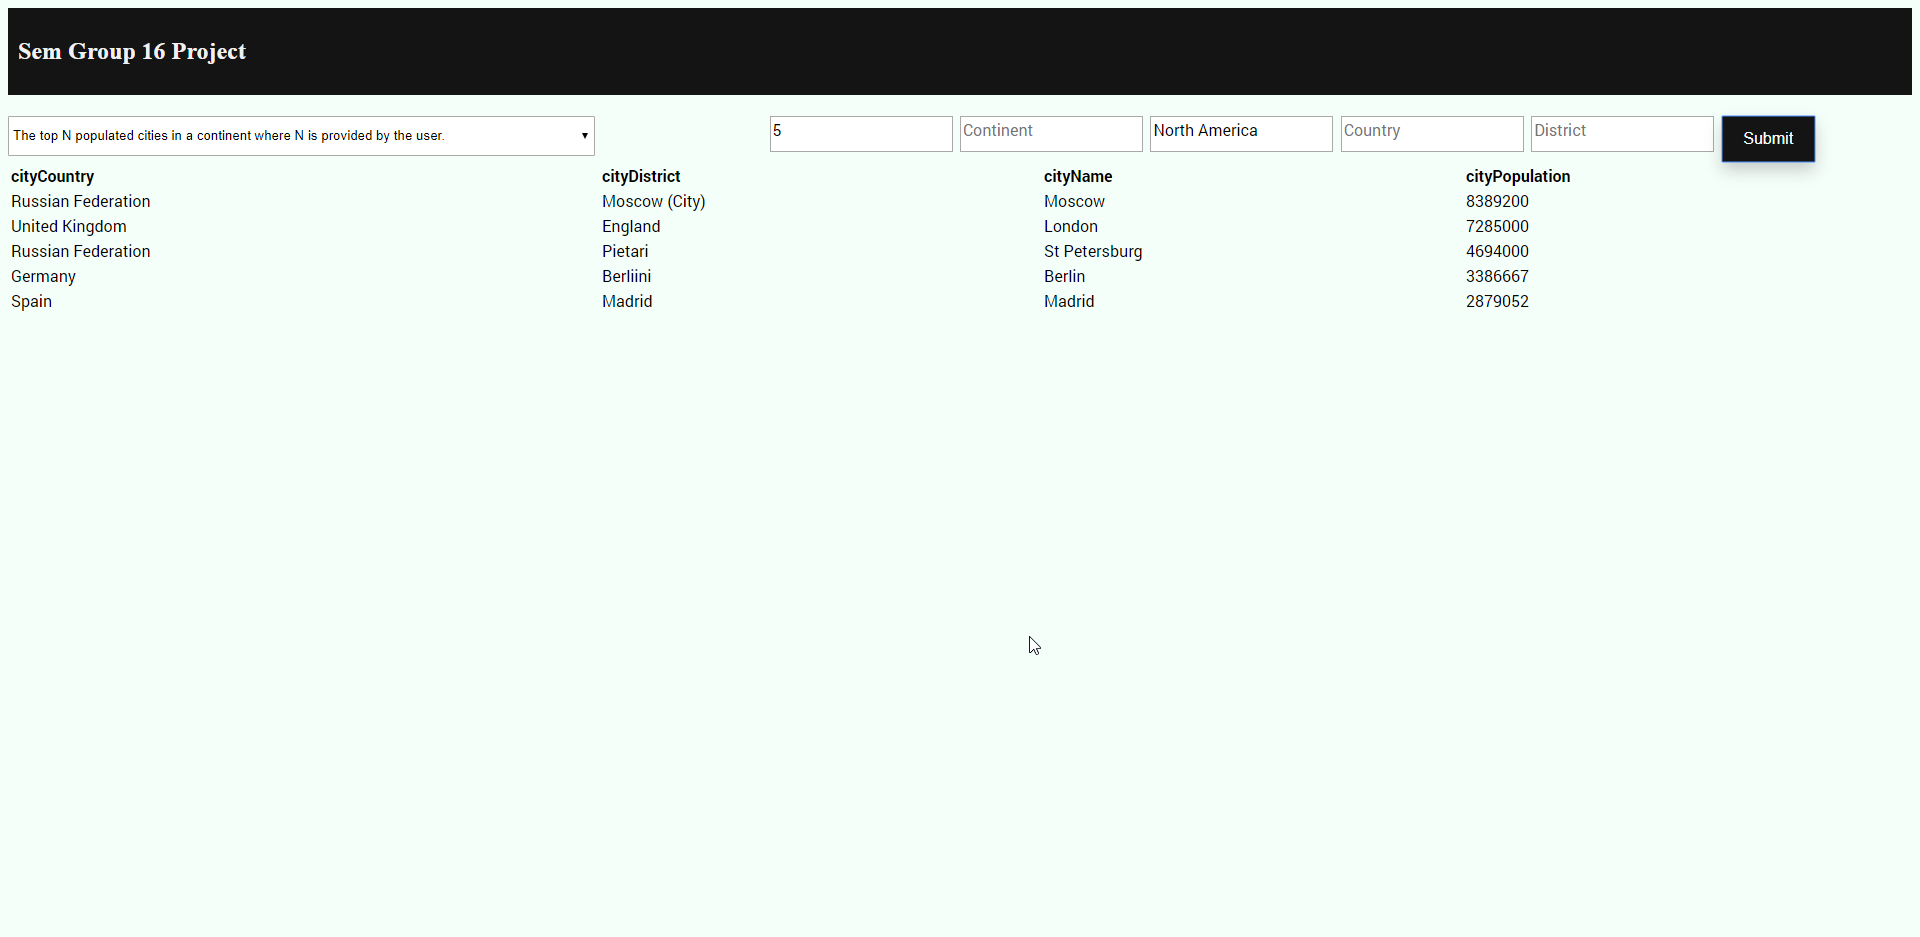 Sem Group 16 Project
The top N populated cities in a continent where N is provided by the user. 5 Continent North America Country District Submit
cityCountry cityDistrict cityName cityPopulation
Russian Federation Moscow (City) Moscow 8389200
United Kingdom England London 7285000
Russian Federation Pietari St Petersburg 4694000
Germany Berliini Berlin 3386667
Spain Madrid Madrid 2879052